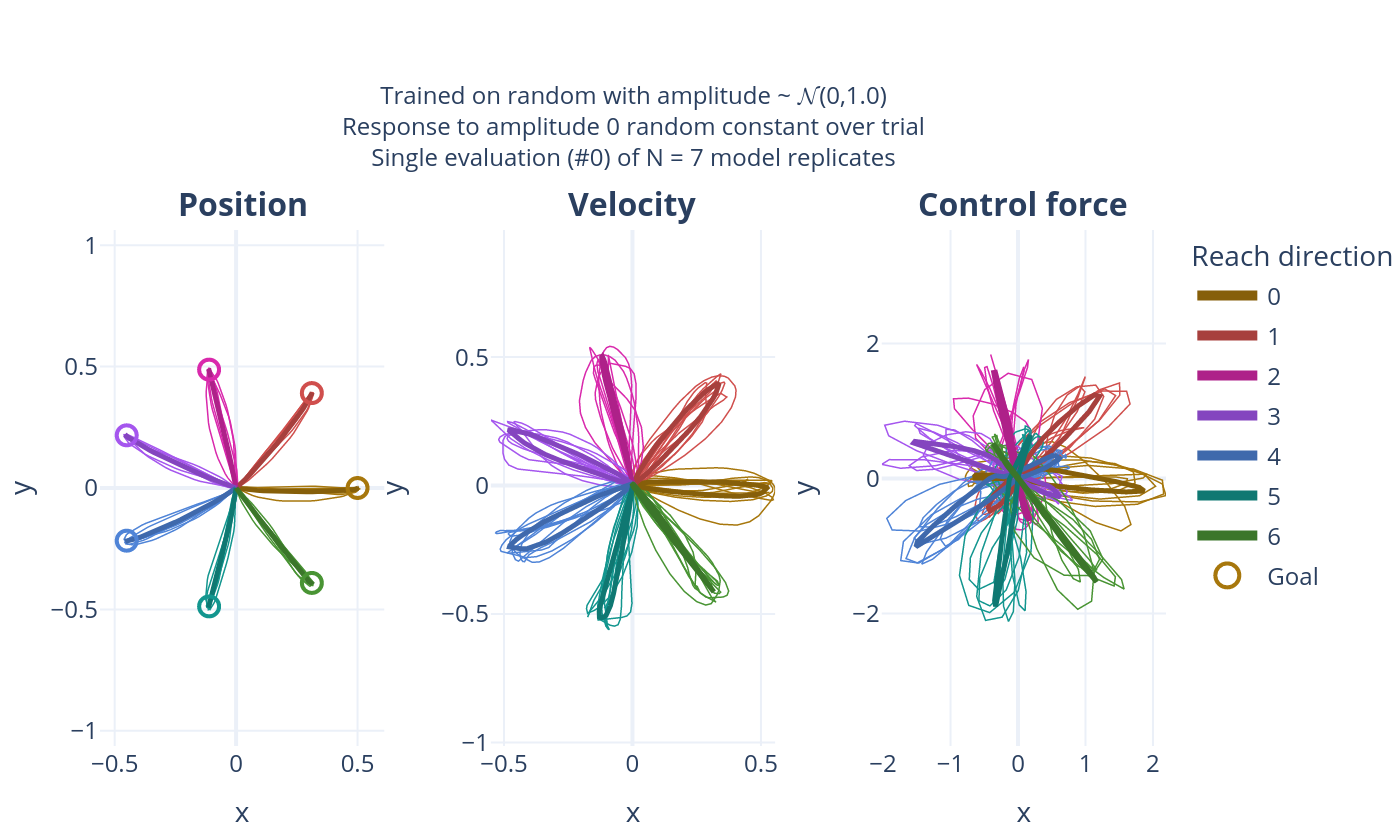 Trained on random with amplitude ~ 𝒩(0,1.0)
Response to amplitude 0 random constant over trial
Single evaluation (#0) of N = 7 model replicates
Position
Velocity
Control force
1
0.5
0
−0.5
−1
−0.5
0
0.5
x
y
0.5
0
−0.5
−1
−0.5
0
0.5
x
y
2
0
−2
−2
−1
0
1
2
x
y
Reach direction
0
1
2
3
4
5
6
Goal